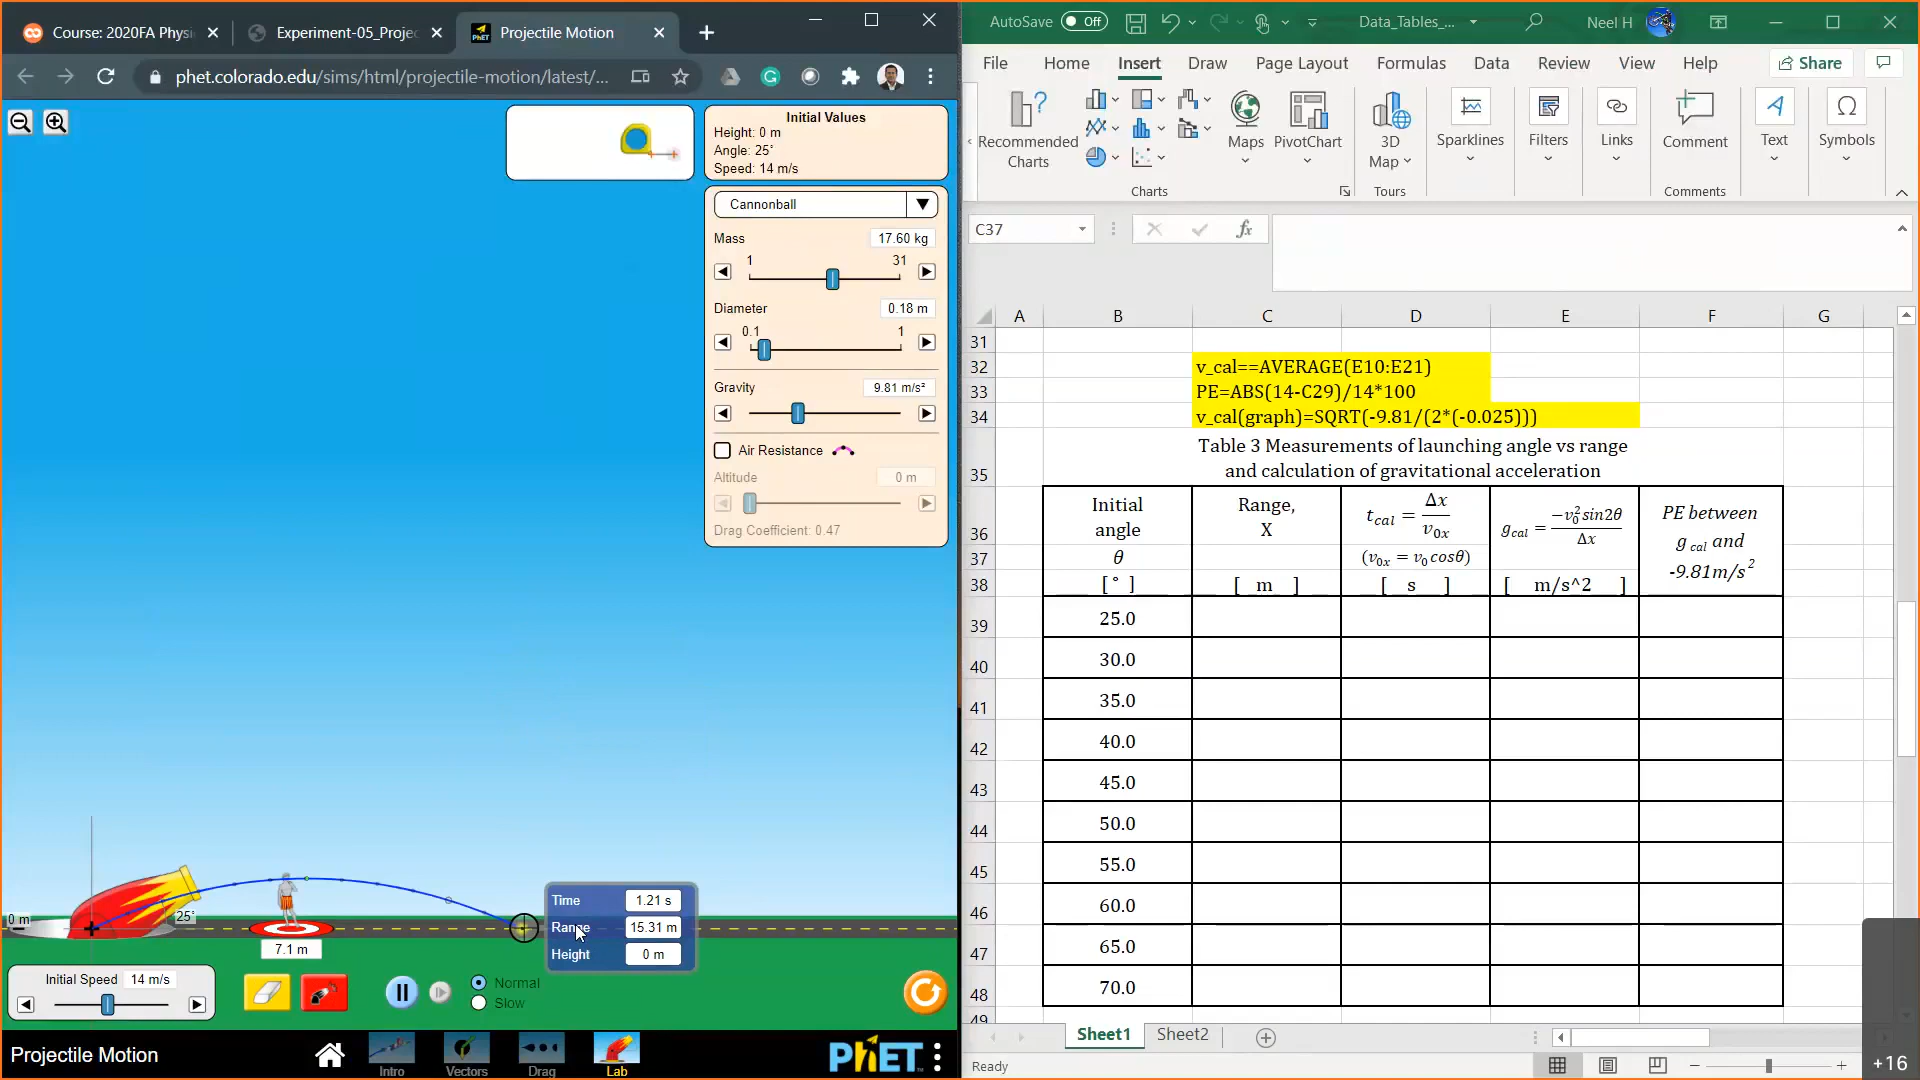 Course: 2020FA Physi
Experiment-05_Projec
Projectile Motion
phet.colorado.edu/sims/html/projectile-motion/latest/...
Initial Values
Height: 0 m
Angle: 25°
Speed: 14 m/s
Cannonball
Mass
17.60 kg
1
31
Diameter
0.18 m
0.1
1
Gravity
9.81 m/s²
Air Resistance
Altitude
0 m
Drag Coefficient: 0.47
0 m
25°
7.1 m
Time 1.21 s
Range 15.31 m
Height 0 m
Initial Speed 14 m/s
Normal
Slow
Projectile Motion
Intro
Vectors
Drag
Lab
PhET
AutoSave Off
Data_Tables_...
Neel H
File Home Insert Draw Page Layout Formulas Data Review View Help
Share
Recommended
Charts
Maps
PivotChart
3D
Map
Sparklines
Filters
Links
Comment
Text
Symbols
Charts
Tours
Comments
C37
fx
A B C D E F G
31
32 v_cal==AVERAGE(E10:E21)
33 PE=ABS(14-C29)/14*100
34 v_cal(graph)=SQRT(-9.81/(2*(-0.025)))
35 Table 3 Measurements of launching angle vs range
and calculation of gravitational acceleration
36
37
38
Initial
angle
θ
[ ° ]
Range,
X
[ m ]
t_cal = Δx / v_0x
(v_0x = v_0 cosθ)
[ s ]
g_cal = −v_0² sin2θ / Δx
[ m/s^2 ]
PE between
g cal and
-9.81m/s²
39 25.0
40 30.0
41 35.0
42 40.0
43 45.0
44 50.0
45 55.0
46 60.0
47 65.0
48 70.0
49
Sheet1 Sheet2
Ready
+16